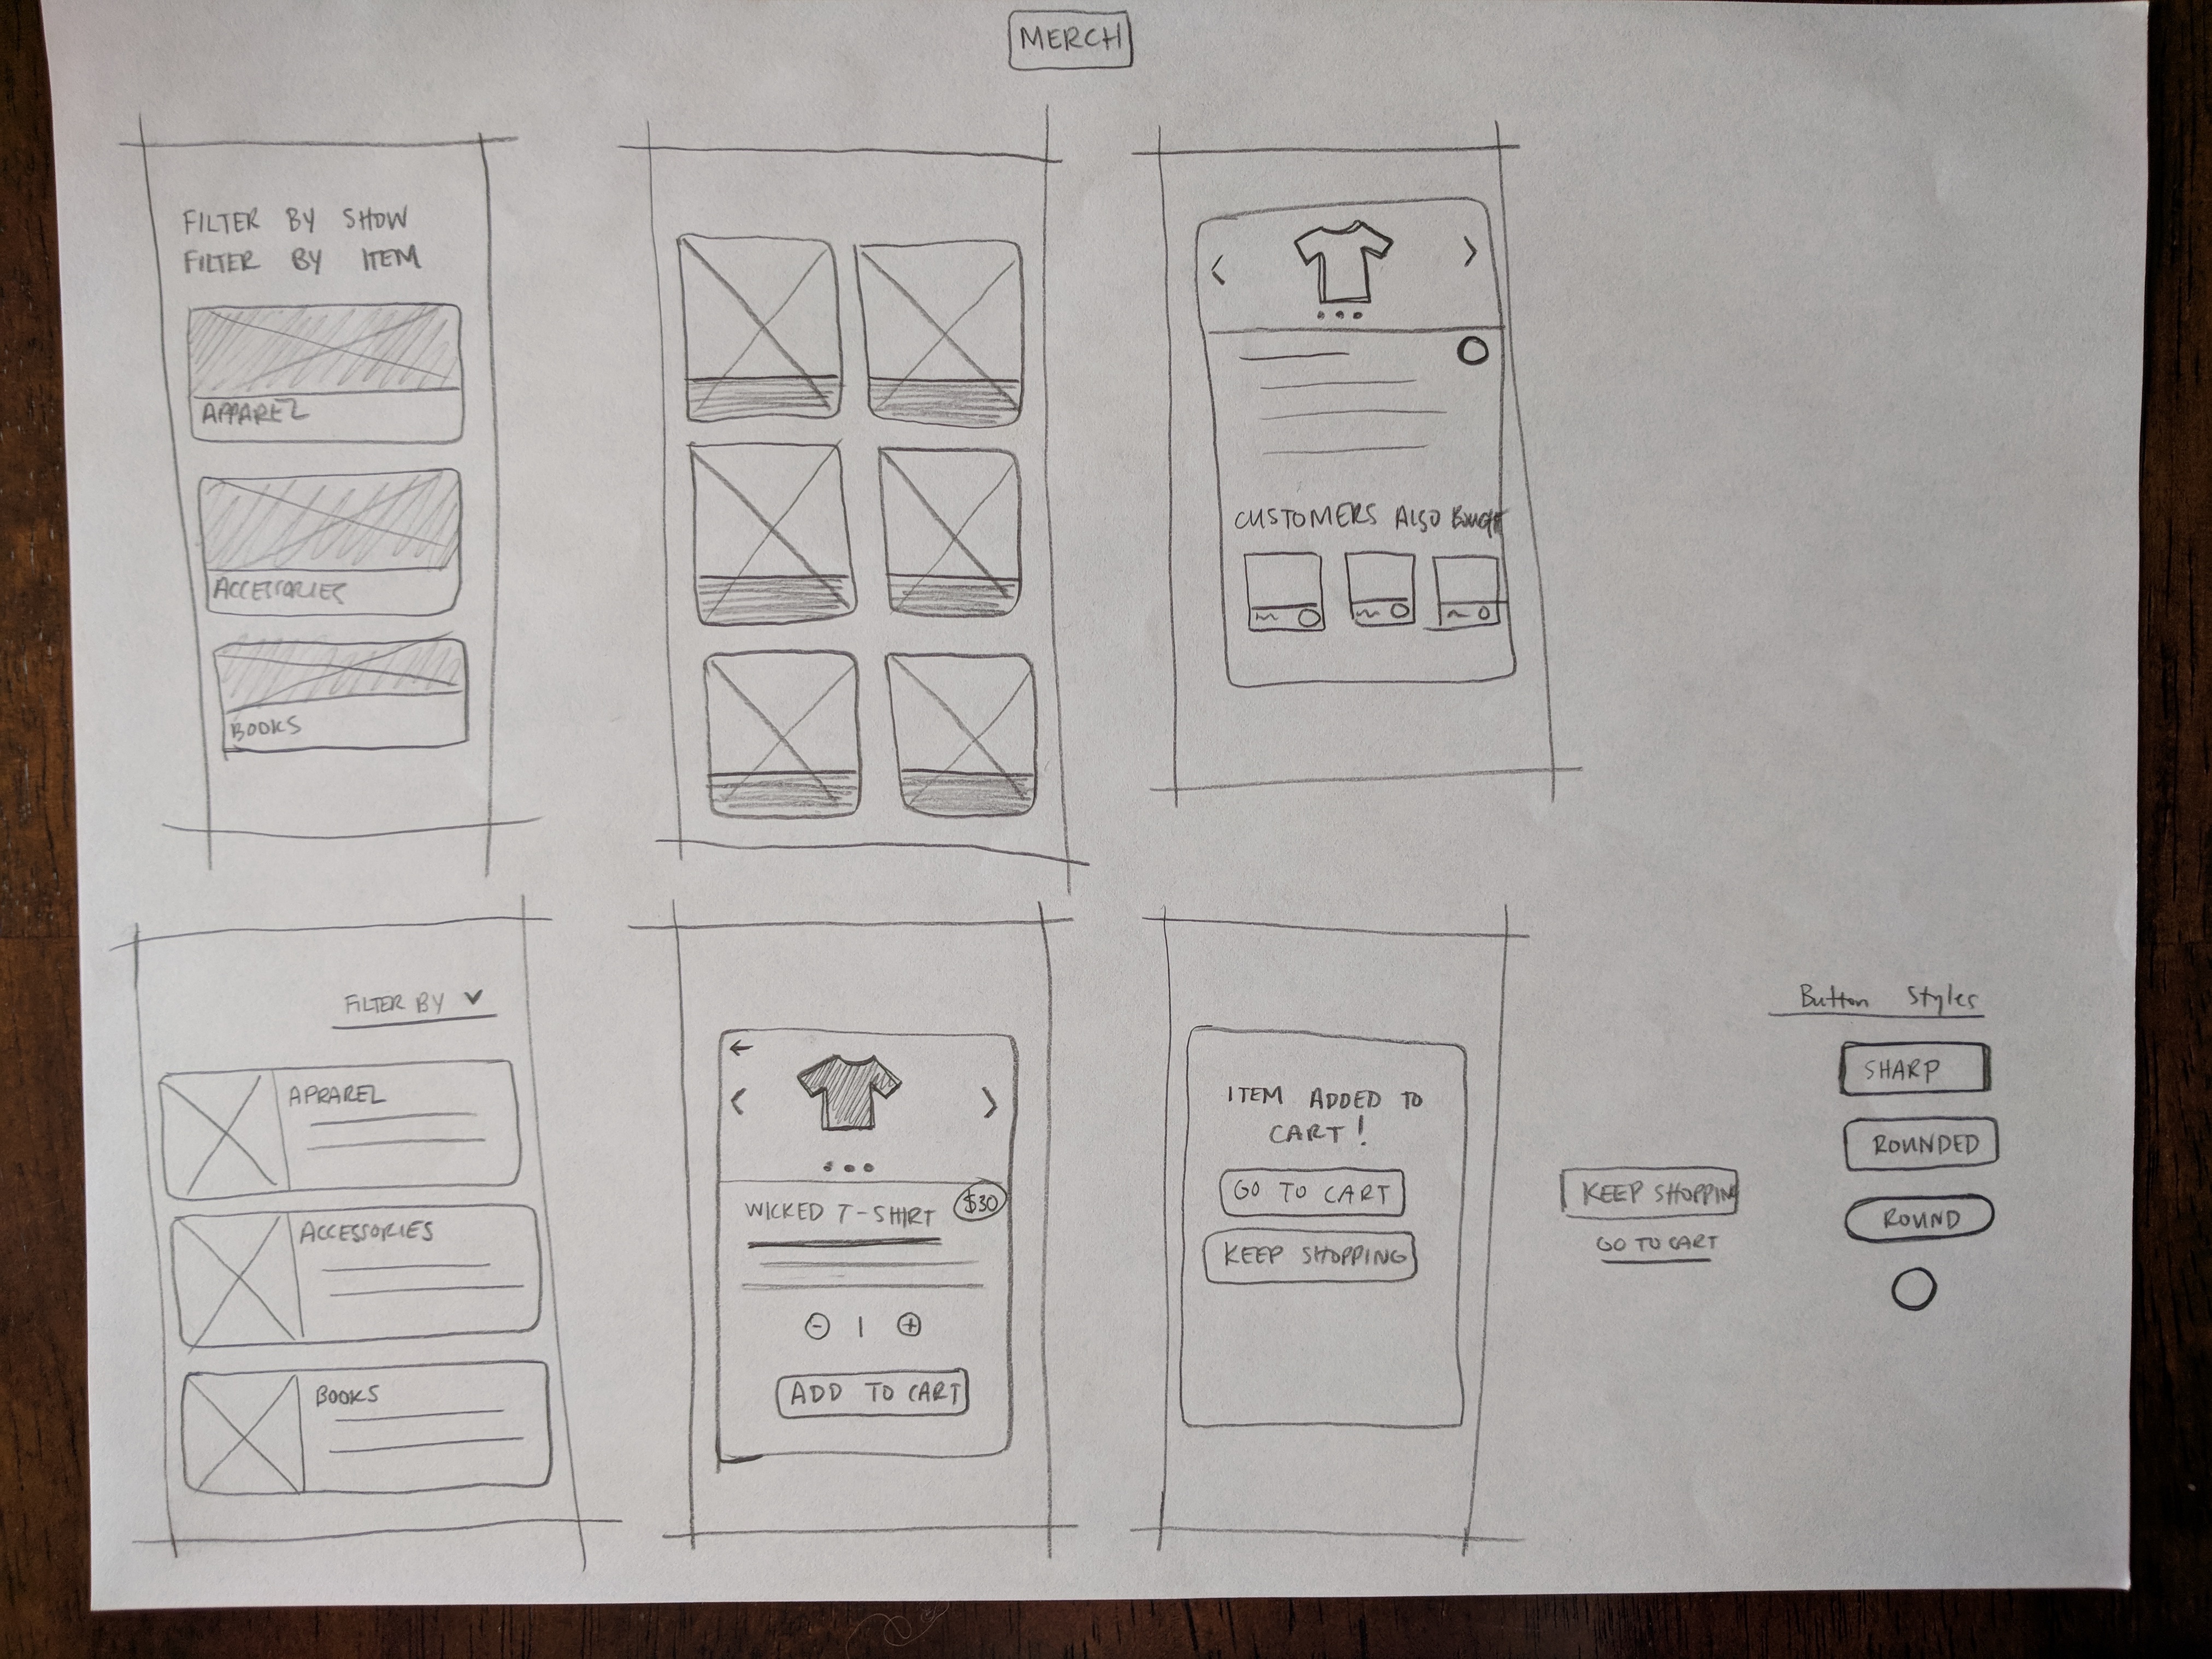 MERCH
FILTER BY SHOW
FILTER BY ITEM
APPAREL
ACCESSORIES
BOOKS
CUSTOMERS ALSO BOUGHT
FILTER BY
APPAREL
ACCESSORIES
BOOKS
WICKED T-SHIRT
$30
1
ADD TO CART
ITEM ADDED TO
CART!
GO TO CART
KEEP SHOPPING
KEEP SHOPPING
GO TO CART
Button Styles
SHARP
ROUNDED
ROUND